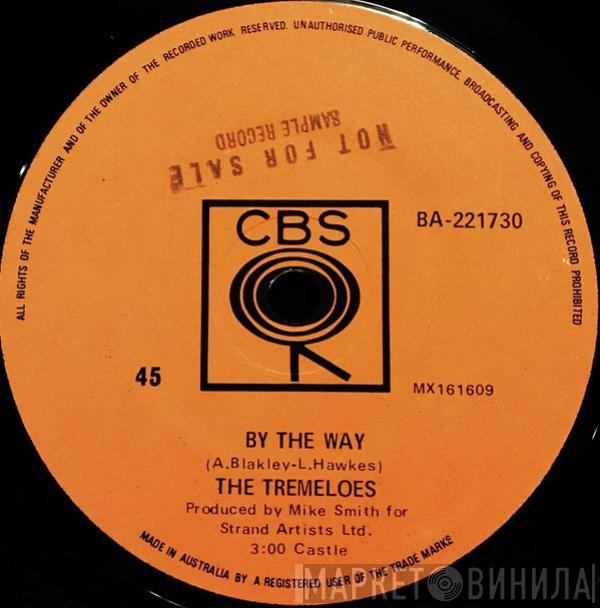 ALL RIGHTS OF THE MANUFACTURER AND OF THE OWNER OF THE RECORDED WORK RESERVED. UNAUTHORISED PUBLIC PERFORMANCE, BROADCASTING AND COPYING OF THIS RECORD PROHIBITED
NOT FOR SALE
SAMPLE RECORD
CBS
BA-221730
45
MX161609
BY THE WAY
(A.Blakley-L.Hawkes)
THE TREMELOES
Produced by Mike Smith for
Strand Artists Ltd.
3:00 Castle
MADE IN AUSTRALIA BY A REGISTERED USER OF THE TRADE MARKS
МАРКЕТ ВИНИЛА